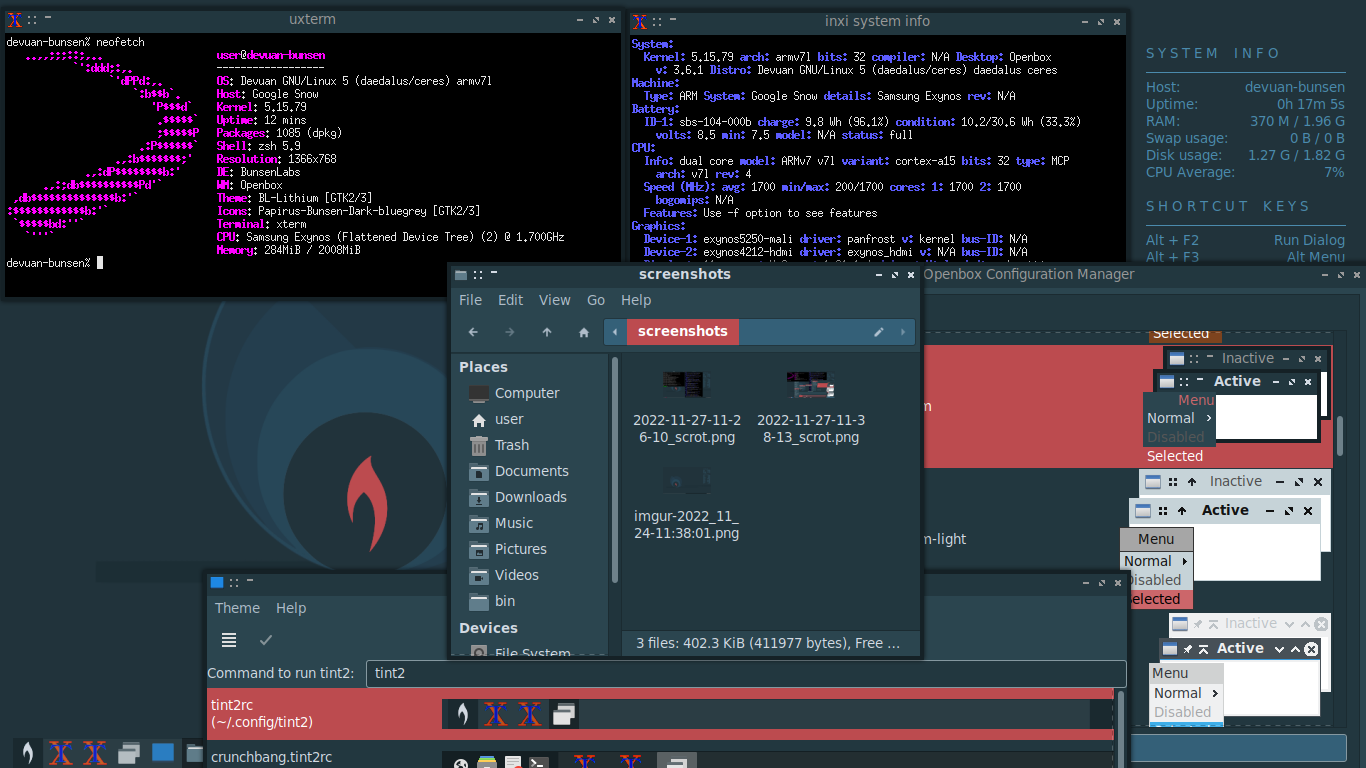 uxterm
devuan-bunsen% neofetch
user@devuan-bunsen
------------------
OS: Devuan GNU/Linux 5 (daedalus/ceres) armv7l
Host: Google Snow
Kernel: 5.15.79
Uptime: 12 mins
Packages: 1085 (dpkg)
Shell: zsh 5.9
Resolution: 1366x768
DE: BunsenLabs
WM: Openbox
Theme: BL-Lithium [GTK2/3]
Icons: Papirus-Bunsen-Dark-bluegrey [GTK2/3]
Terminal: xterm
CPU: Samsung Exynos (Flattened Device Tree) (2) @ 1.700GHz
Memory: 284MiB / 2008MiB
devuan-bunsen%
inxi system info
System:
Kernel: 5.15.79 arch: armv7l bits: 32 compiler: N/A Desktop: Openbox
v: 3.6.1 Distro: Devuan GNU/Linux 5 (daedalus/ceres) daedalus ceres
Machine:
Type: ARM System: Google Snow details: Samsung Exynos rev: N/A
Battery:
ID-1: sbs-104-000b charge: 9.8 Wh (96.1%) condition: 10.2/30.6 Wh (33.3%)
volts: 8.5 min: 7.5 model: N/A status: full
CPU:
Info: dual core model: ARMv7 v7l variant: cortex-a15 bits: 32 type: MCP
arch: v7l rev: 4
Speed (MHz): avg: 1700 min/max: 200/1700 cores: 1: 1700 2: 1700
bogomips: N/A
Features: Use -f option to see features
Graphics:
Device-1: exynos5250-mali driver: panfrost v: kernel bus-ID: N/A
Device-2: exynos4212-hdmi driver: exynos_hdmi v: N/A bus-ID: N/A
SYSTEM INFO
Host: devuan-bunsen
Uptime: 0h 17m 5s
RAM: 370 M / 1.96 G
Swap usage: 0 B / 0 B
Disk usage: 1.27 G / 1.82 G
CPU Average: 7%
SHORTCUT KEYS
Alt + F2 Run Dialog
Alt + F3 Alt Menu
screenshots
File Edit View Go Help
screenshots
Places
Computer
user
Trash
Documents
Downloads
Music
Pictures
Videos
bin
Devices
File System
2022-11-27-11-2
6-10_scrot.png
2022-11-27-11-3
8-13_scrot.png
imgur-2022_11_
24-11:38:01.png
3 files: 402.3 KiB (411977 bytes), Free ...
Openbox Configuration Manager
Selected
Inactive
Active
Menu
Normal
Disabled
Selected
Inactive
Active
m-light
Menu
Normal
Disabled
Selected
Inactive
Active
Menu
Normal
Disabled
Theme Help
Command to run tint2: tint2
tint2rc
(~/.config/tint2)
crunchbang.tint2rc